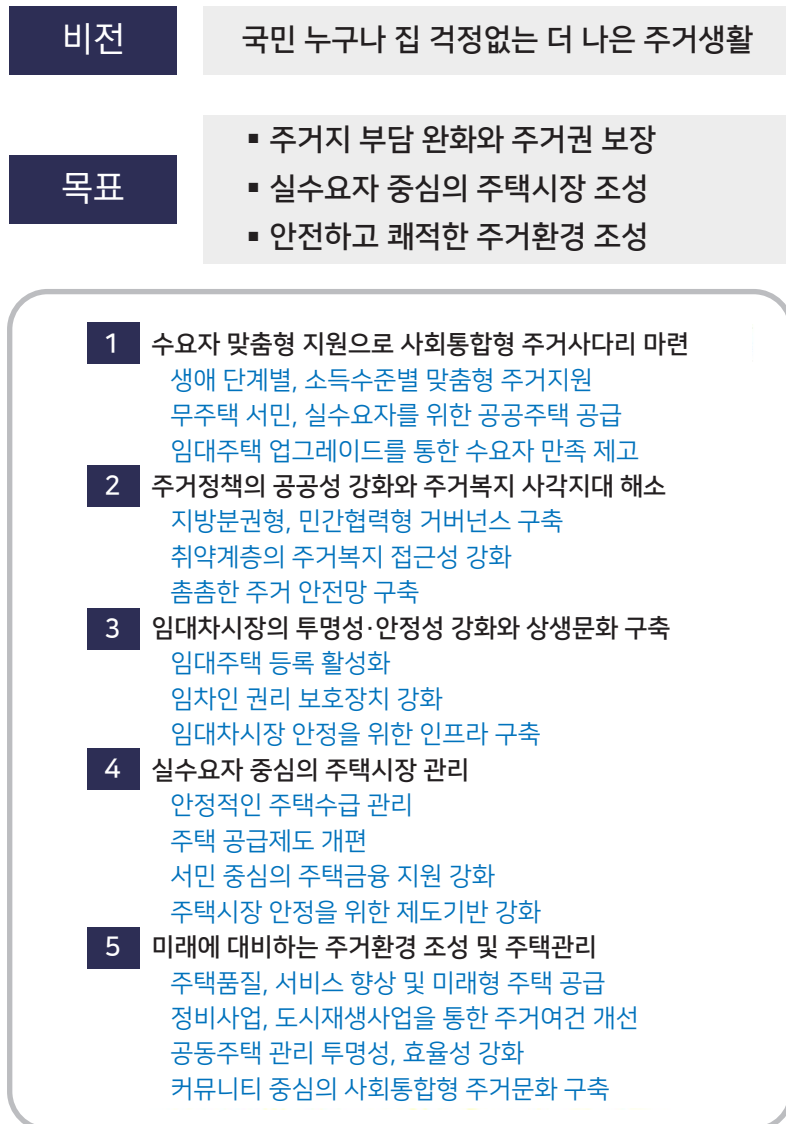 비전
국민 누구나 집 걱정없는 더 나은 주거생활
목표
▪ 주거지 부담 완화와 주거권 보장
▪ 실수요자 중심의 주택시장 조성
▪ 안전하고 쾌적한 주거환경 조성
1 수요자 맞춤형 지원으로 사회통합형 주거사다리 마련
생애 단계별, 소득수준별 맞춤형 주거지원
무주택 서민, 실수요자를 위한 공공주택 공급
임대주택 업그레이드를 통한 수요자 만족 제고
2 주거정책의 공공성 강화와 주거복지 사각지대 해소
지방분권형, 민간협력형 거버넌스 구축
취약계층의 주거복지 접근성 강화
촘촘한 주거 안전망 구축
3 임대차시장의 투명성·안정성 강화와 상생문화 구축
임대주택 등록 활성화
임차인 권리 보호장치 강화
임대차시장 안정을 위한 인프라 구축
4 실수요자 중심의 주택시장 관리
안정적인 주택수급 관리
주택 공급제도 개편
서민 중심의 주택금융 지원 강화
주택시장 안정을 위한 제도기반 강화
5 미래에 대비하는 주거환경 조성 및 주택관리
주택품질, 서비스 향상 및 미래형 주택 공급
정비사업, 도시재생사업을 통한 주거여건 개선
공동주택 관리 투명성, 효율성 강화
커뮤니티 중심의 사회통합형 주거문화 구축